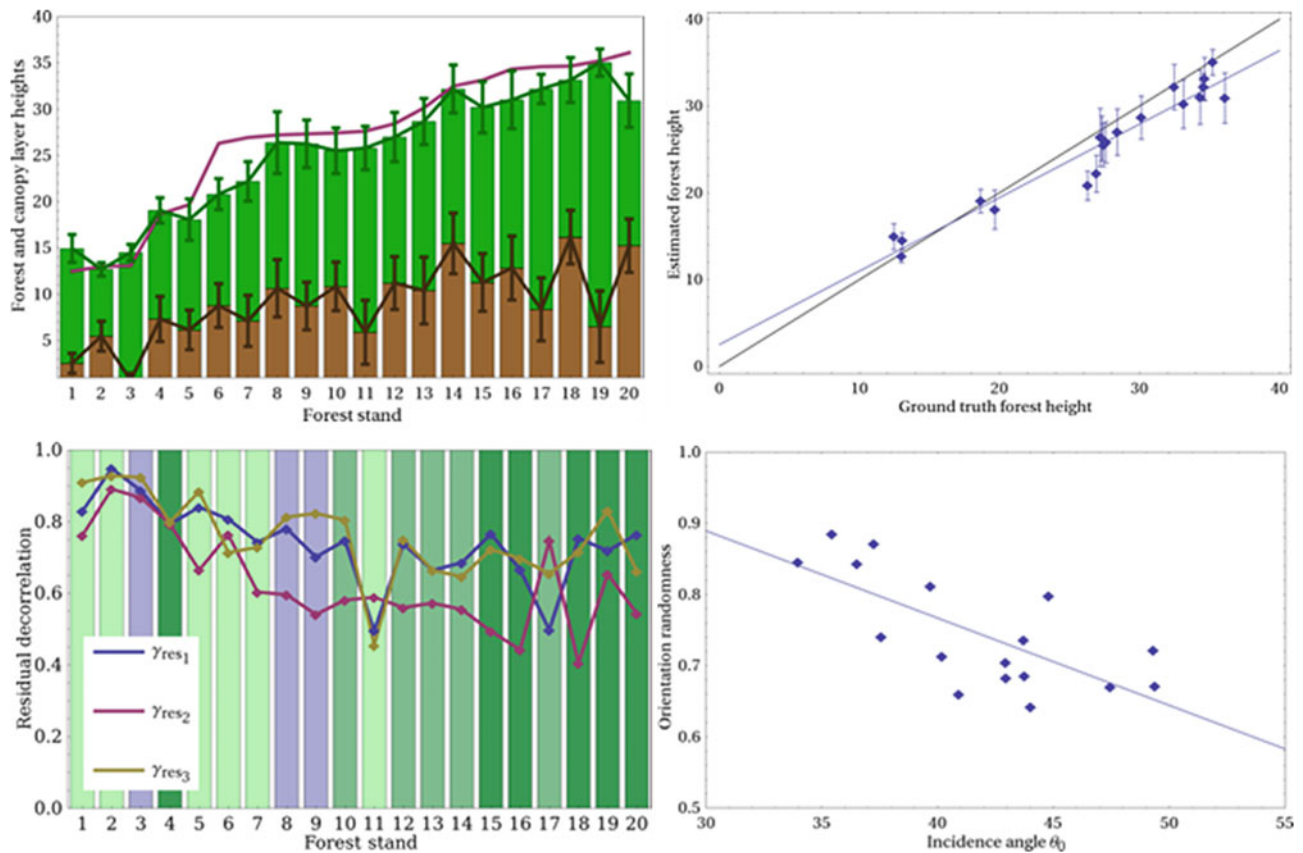 Forest and canopy layer heights
40
35
30
25
20
15
10
5
1 2 3 4 5 6 7 8 9 10 11 12 13 14 15 16 17 18 19 20
Forest stand
Estimated forest height
40
30
20
10
0
0 10 20 30 40
Ground truth forest height
Residual decorrelation
1.0
0.8
0.6
0.4
0.2
0.0
γres1
γres2
γres3
1 2 3 4 5 6 7 8 9 10 11 12 13 14 15 16 17 18 19 20
Forest stand
Orientation randomness
1.0
0.9
0.8
0.7
0.6
0.5
30 35 40 45 50 55
Incidence angle θ0